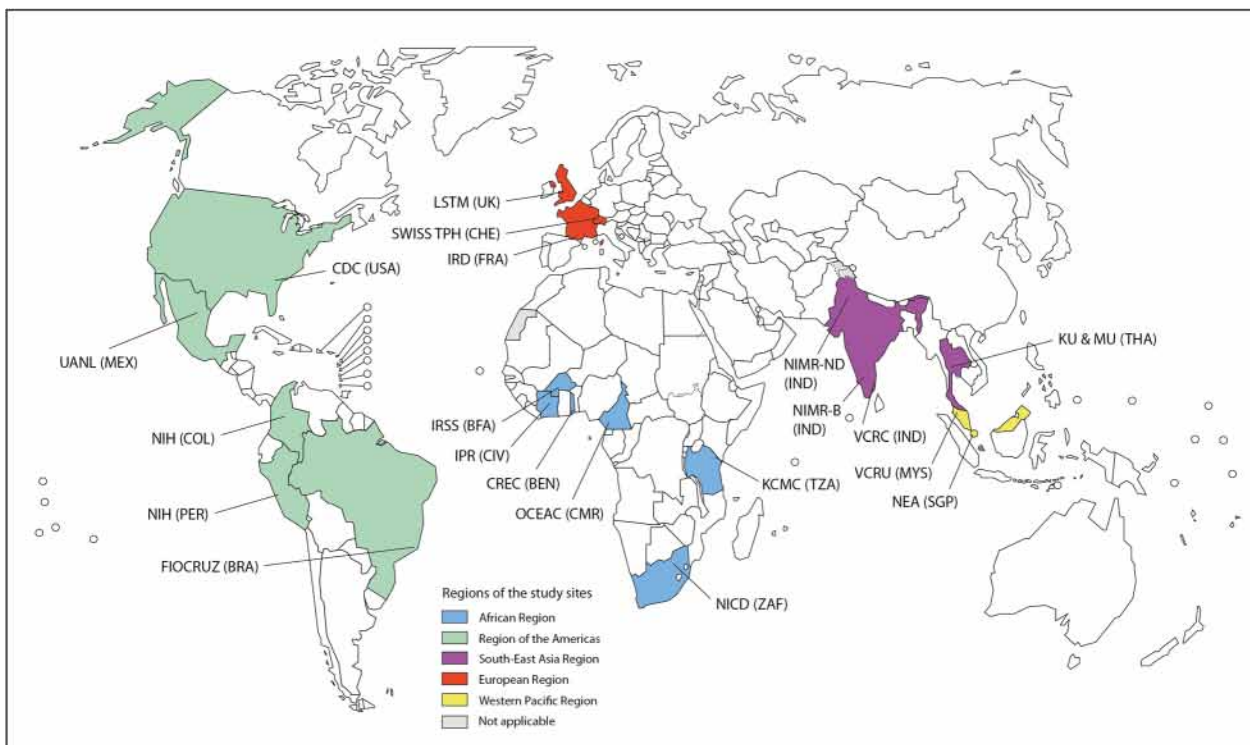 LSTM (UK)
SWISS TPH (CHE)
IRD (FRA)
CDC (USA)
UANL (MEX)
NIH (COL)
NIH (PER)
FIOCRUZ (BRA)
IRSS (BFA)
IPR (CIV)
CREC (BEN)
OCEAC (CMR)
KCMC (TZA)
NICD (ZAF)
NIMR-ND
(IND)
NIMR-B
(IND)
VCRC (IND)
KU & MU (THA)
VCRU (MYS)
NEA (SGP)
Regions of the study sites
African Region
Region of the Americas
South-East Asia Region
European Region
Western Pacific Region
Not applicable